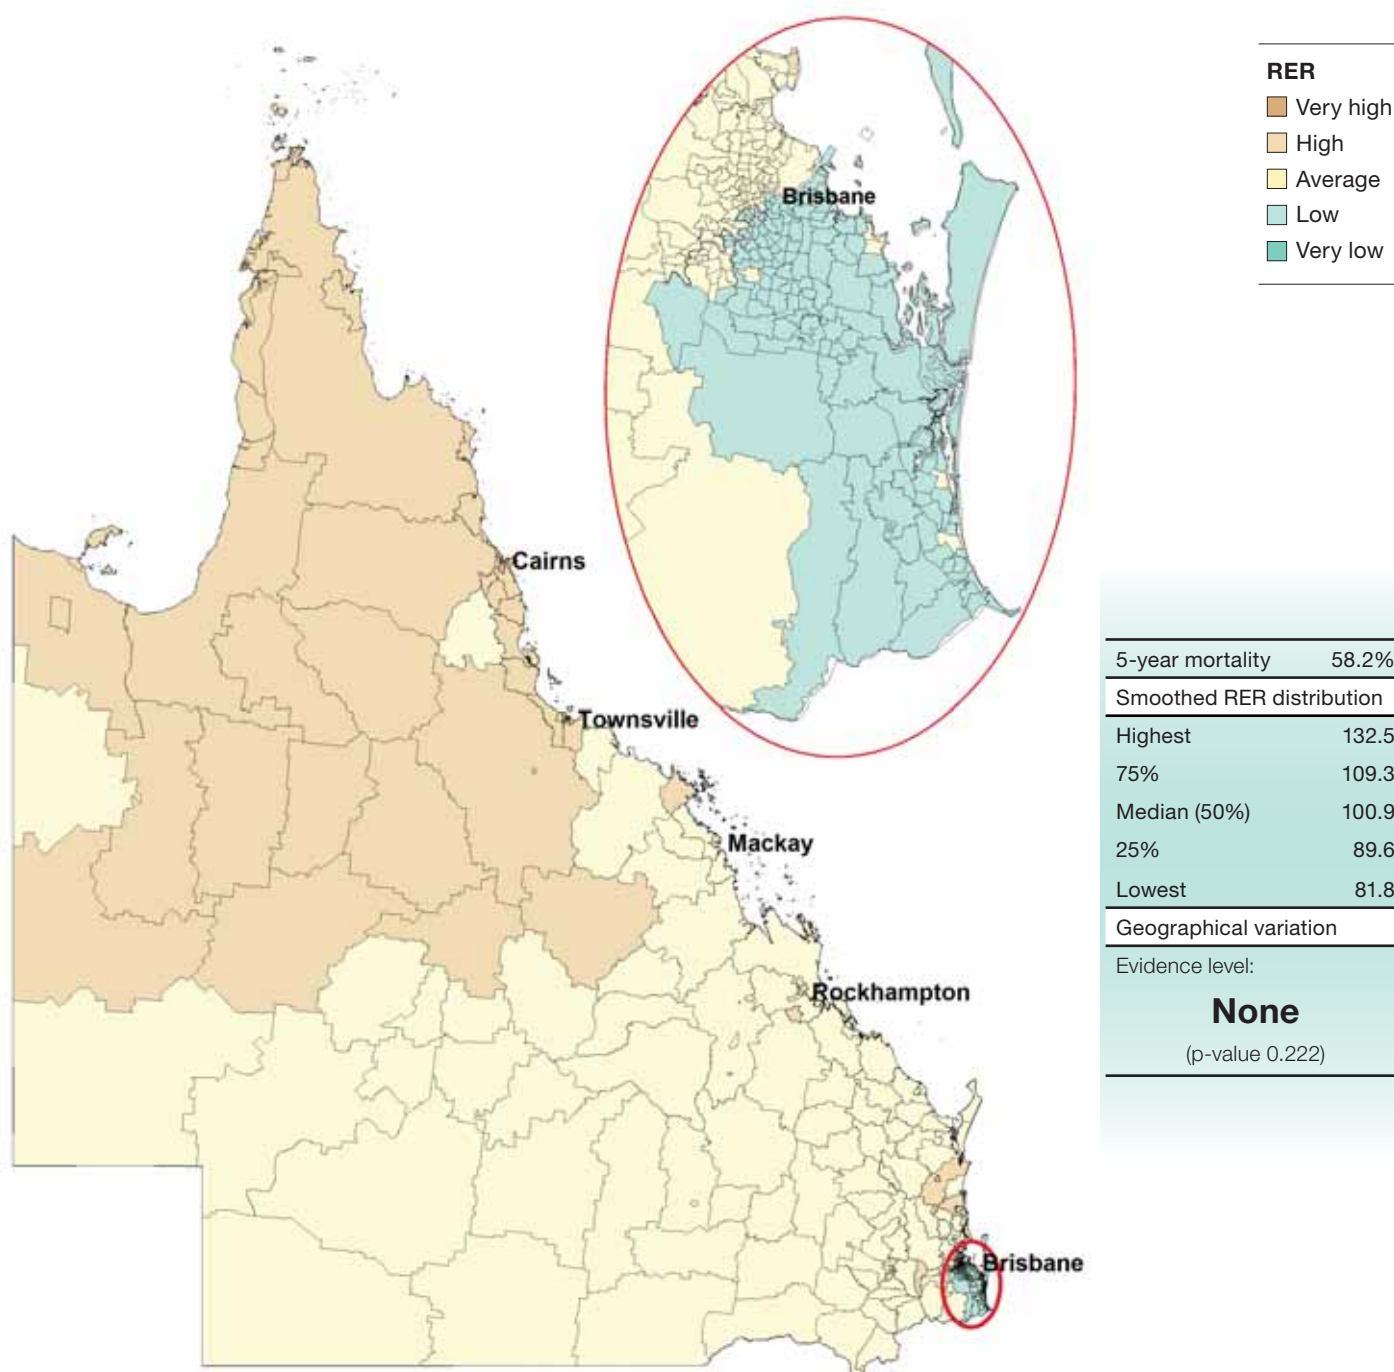 RER
Very high
High
Average
Low
Very low
Brisbane
Cairns
Townsville
Mackay
Rockhampton
Brisbane
5-year mortality 58.2%
Smoothed RER distribution
Highest 132.5
75% 109.3
Median (50%) 100.9
25% 89.6
Lowest 81.8
Geographical variation
Evidence level:
None
(p-value 0.222)